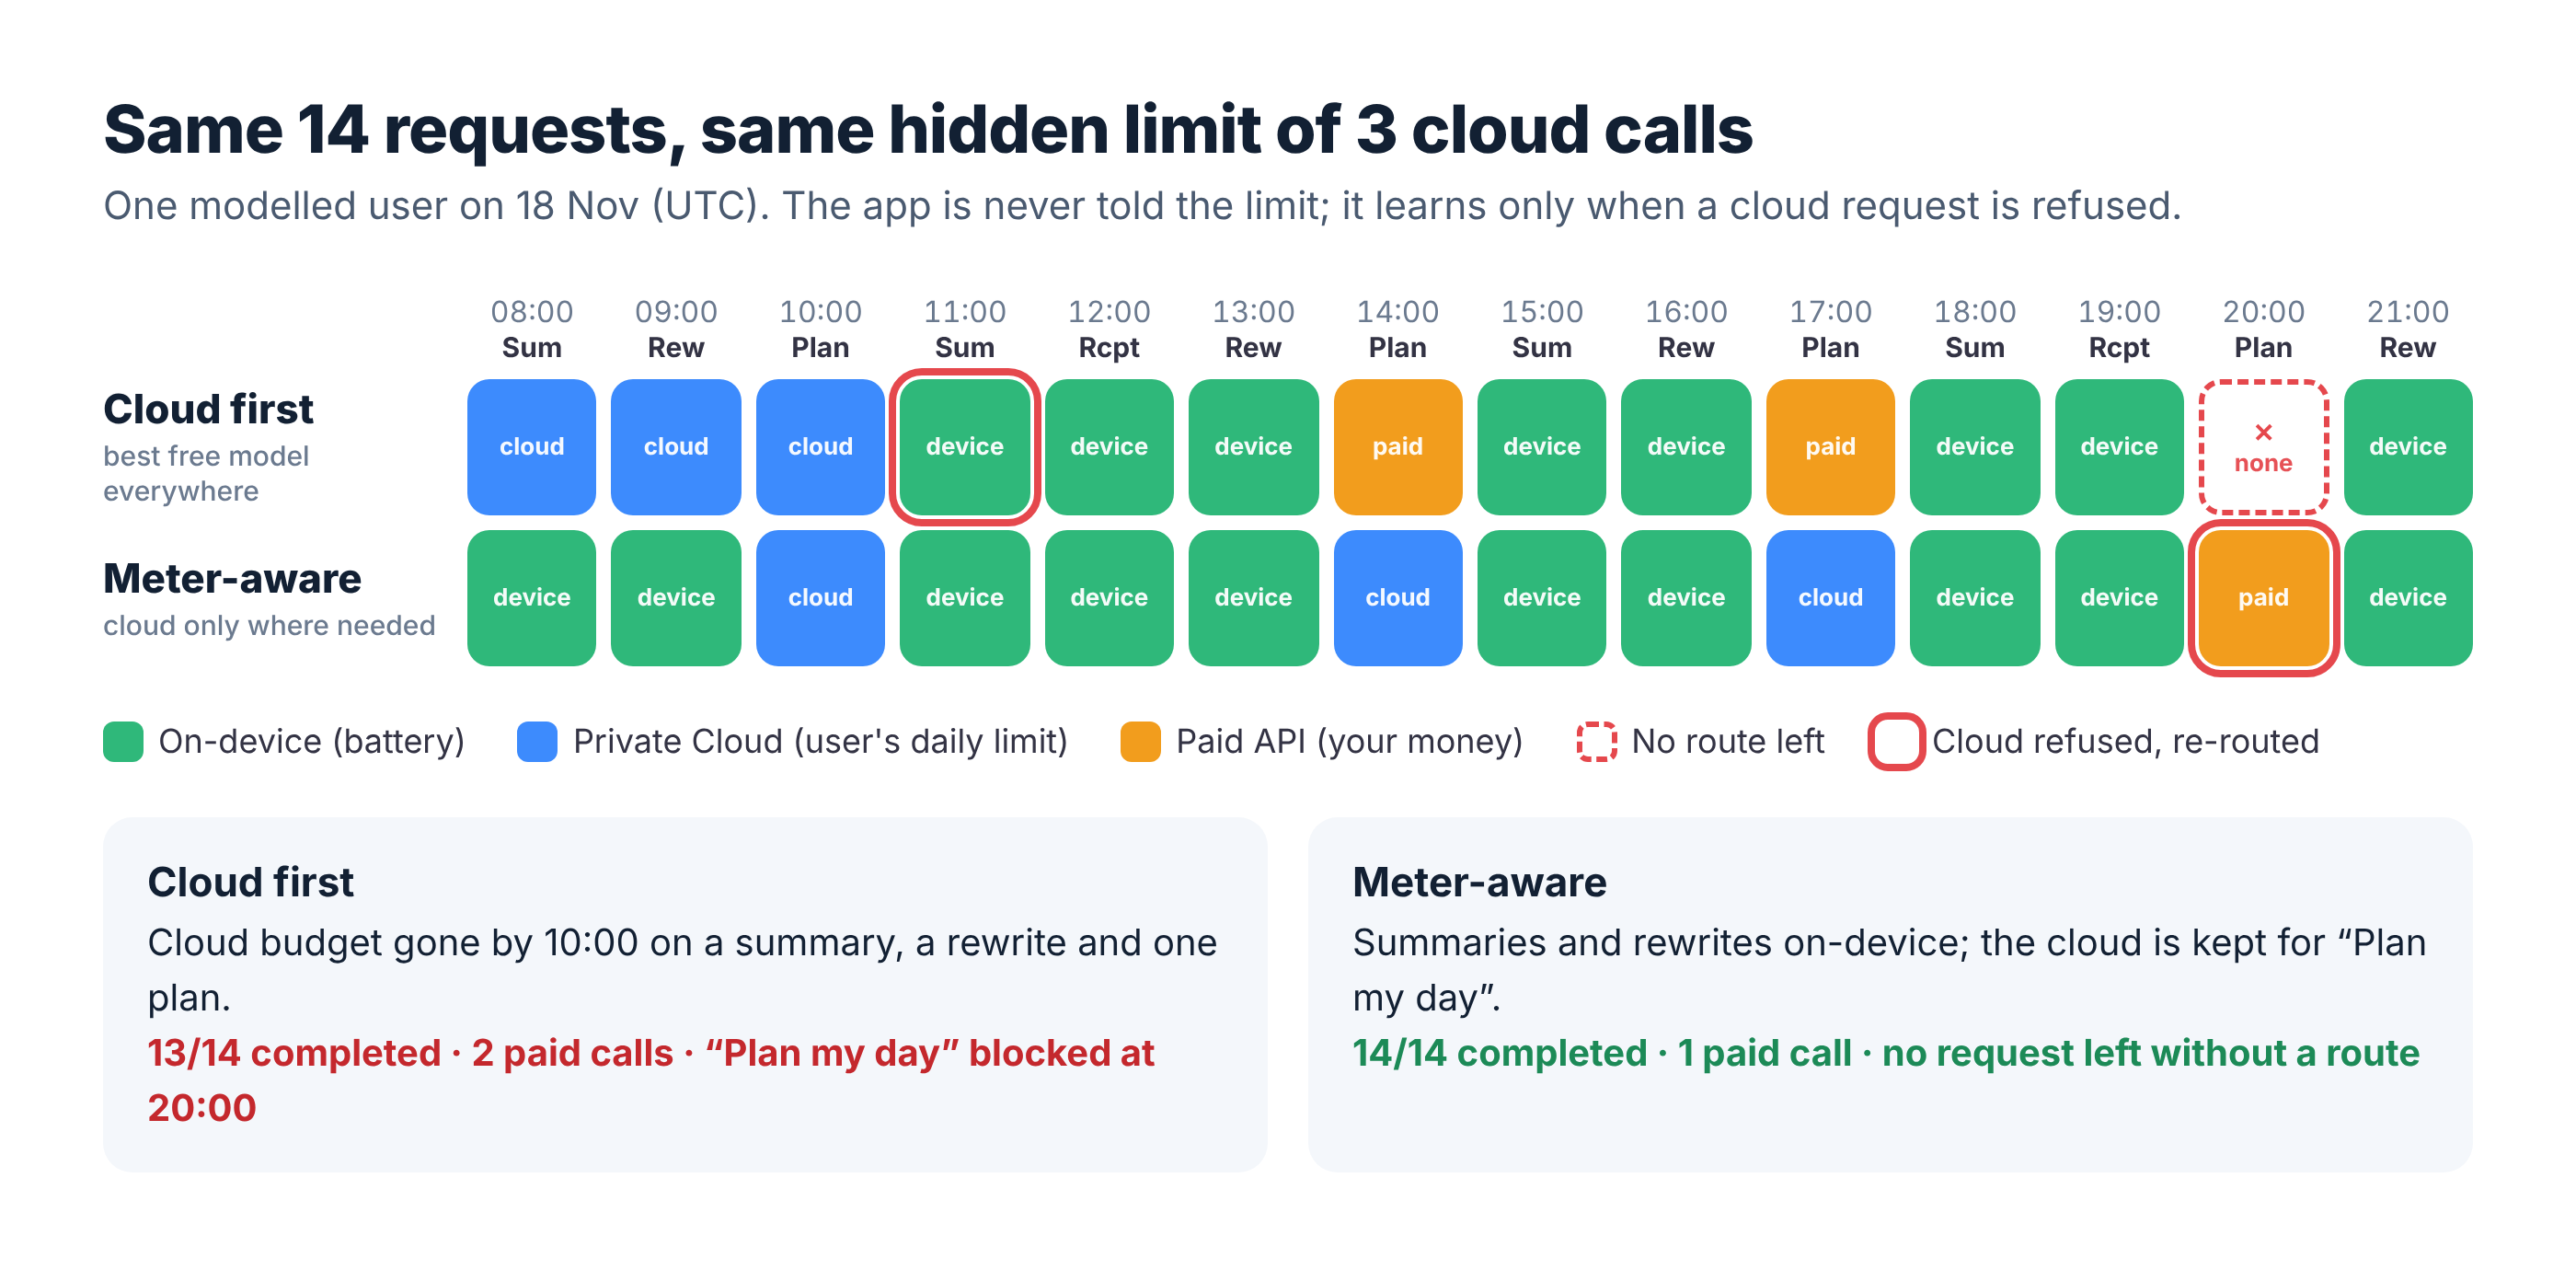 Same 14 requests, same hidden limit of 3 cloud calls
One modelled user on 18 Nov (UTC). The app is never told the limit; it learns only when a cloud request is refused.
08:00 09:00 10:00 11:00 12:00 13:00 14:00 15:00 16:00 17:00 18:00 19:00 20:00 21:00
Sum Rew Plan Sum Rcpt Rew Plan Sum Rew Plan Sum Rcpt Plan Rew
Cloud first
best free model
everywhere
cloud cloud cloud device device device paid device device paid device device × none device
Meter-aware
cloud only where needed
device device cloud device device device cloud device device cloud device device paid device
On-device (battery) Private Cloud (user's daily limit) Paid API (your money) No route left Cloud refused, re-routed
Cloud first
Cloud budget gone by 10:00 on a summary, a rewrite and one
plan.
13/14 completed · 2 paid calls · “Plan my day” blocked at
20:00
Meter-aware
Summaries and rewrites on-device; the cloud is kept for “Plan
my day”.
14/14 completed · 1 paid call · no request left without a route